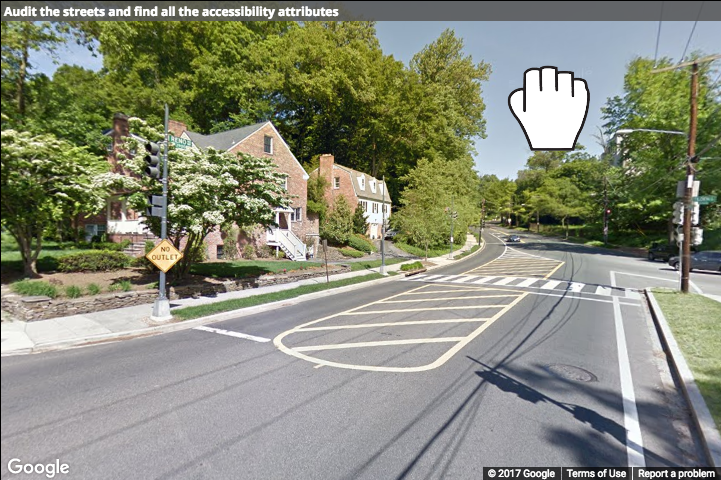 Audit the streets and find all the accessibility attributes
NO
OUTLET
Google
© 2017 Google
Terms of Use
Report a problem